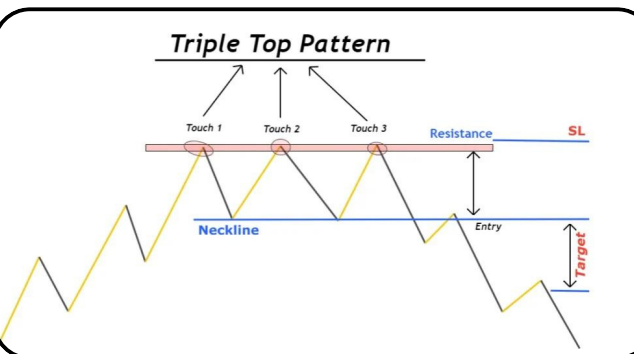 Triple Top Pattern
Touch 1
Touch 2
Touch 3
Resistance
SL
Neckline
Entry
Target